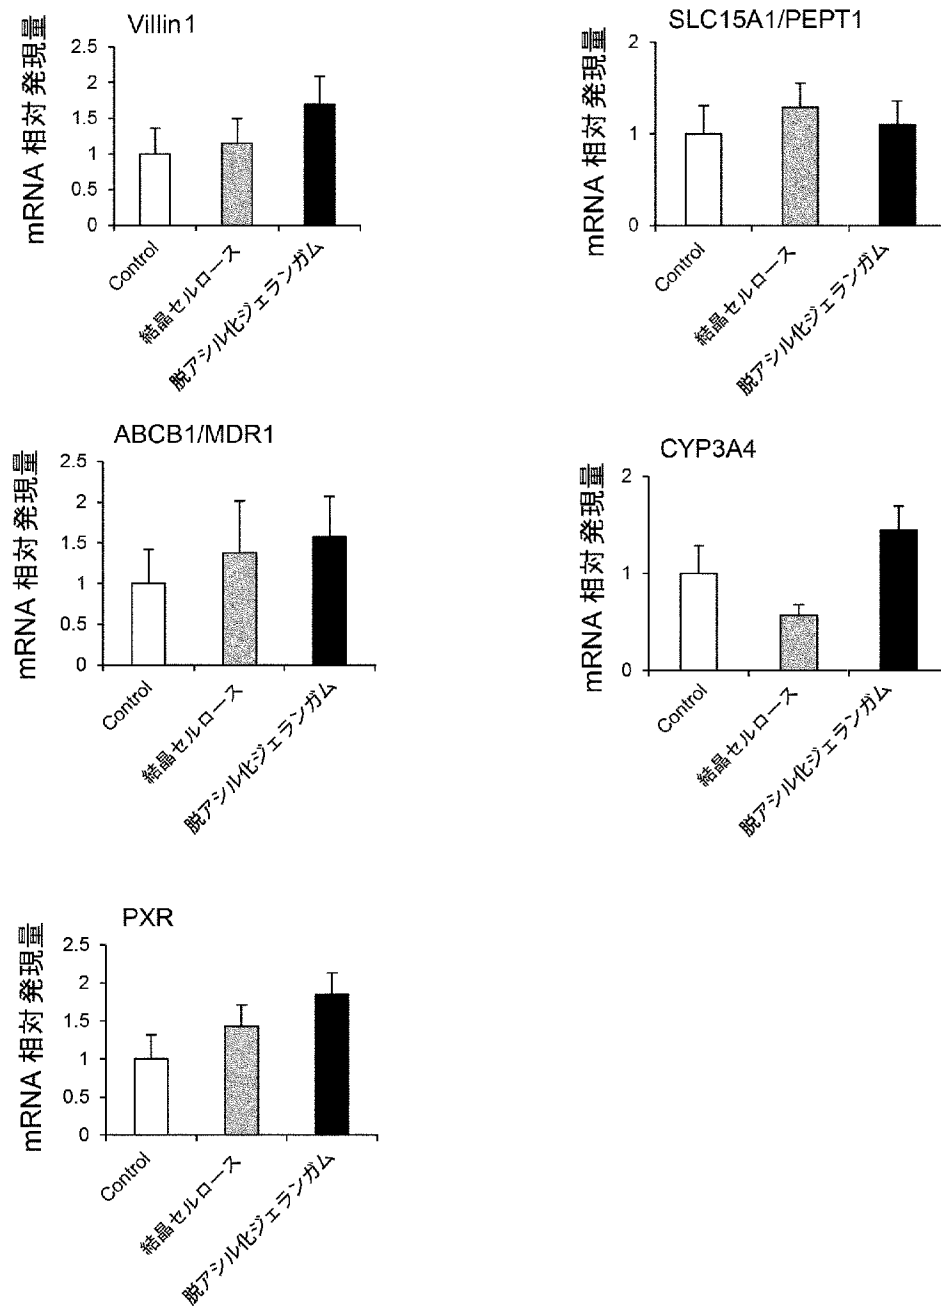 Villin1
mRNA 相対発現量
2.5
2
1.5
1
0.5
0
Control
結晶セルロース
脱アシル化ジェランガム
SLC15A1/PEPT1
mRNA 相対発現量
2
1
0
Control
結晶セルロース
脱アシル化ジェランガム
ABCB1/MDR1
mRNA 相対発現量
2.5
2
1.5
1
0.5
0
Control
結晶セルロース
脱アシル化ジェランガム
CYP3A4
mRNA 相対発現量
2
1
0
Control
結晶セルロース
脱アシル化ジェランガム
PXR
mRNA 相対発現量
2.5
2
1.5
1
0.5
0
Control
結晶セルロース
脱アシル化ジェランガム